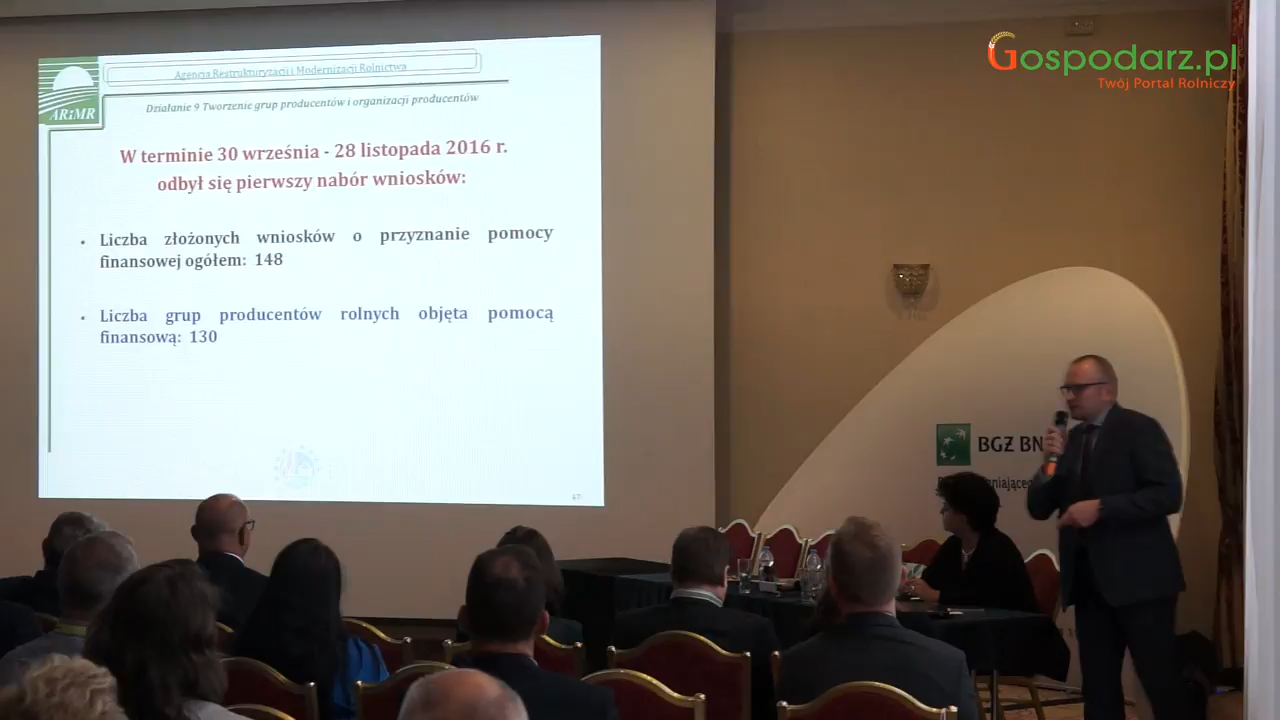 Gospodarz.pl
Twój Portal Rolniczy
Agencja Restrukturyzacji i Modernizacji Rolnictwa
ARiMR
Działanie 9 Tworzenie grup producentów i organizacji producentów
W terminie 30 września - 28 listopada 2016 r.
odbył się pierwszy nabór wniosków:
• Liczba złożonych wniosków o przyznanie pomocy
finansowej ogółem: 148
• Liczba grup producentów rolnych objęta pomocą
finansową: 130
47
BGŻ BN